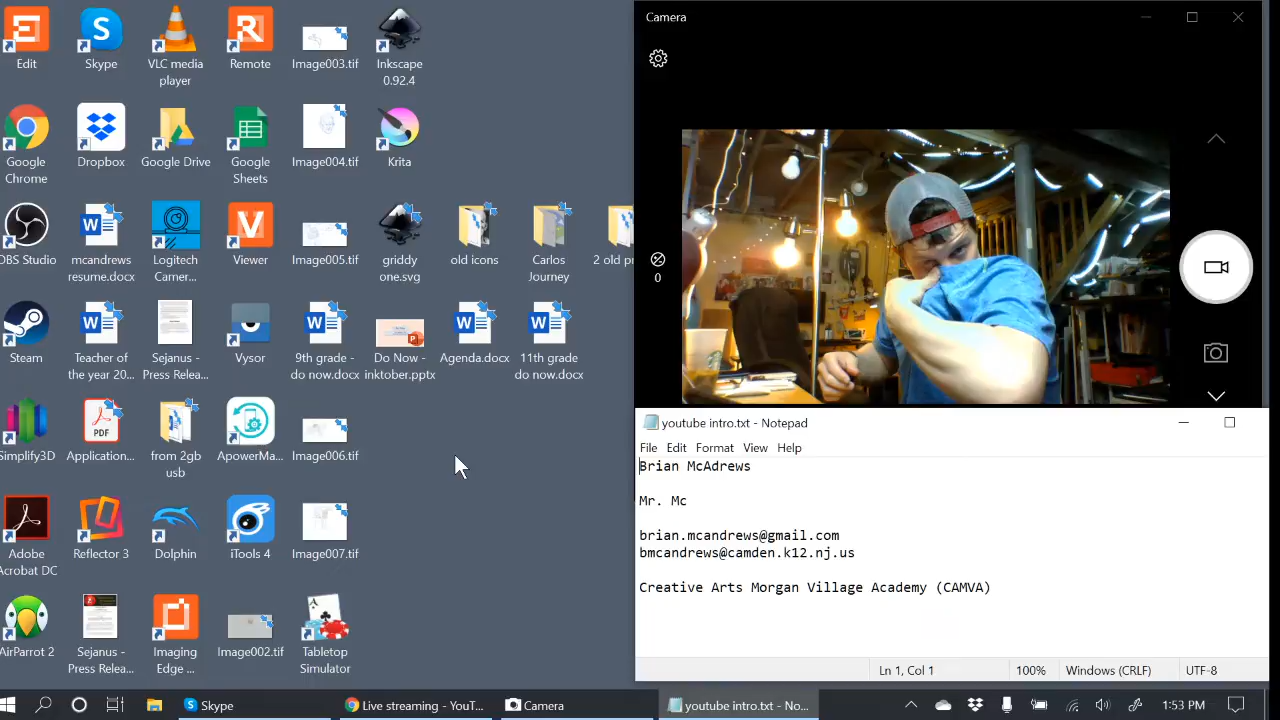 Edit
Skype
VLC media
player
Remote
Image003.tif
Inkscape
0.92.4
Google
Chrome
Dropbox
Google Drive
Google
Sheets
Image004.tif
Krita
OBS Studio
mcandrews
resume.docx
Logitech
Camer...
Viewer
Image005.tif
griddy
one.svg
old icons
Carlos
Journey
2 old pr
Steam
Teacher of
the year 20...
Sejanus -
Press Relea...
Vysor
9th grade -
do now.docx
Do Now -
inktober.pptx
Agenda.docx
11th grade
do now.docx
Simplify3D
PDF
Application...
from 2gb
usb
ApowerMa...
Image006.tif
Adobe
Acrobat DC
Reflector 3
Dolphin
iTools 4
Image007.tif
AirParrot 2
Sejanus -
Press Relea...
Imaging
Edge ...
Image002.tif
Tabletop
Simulator
Camera
0
youtube intro.txt - Notepad
File Edit Format View Help
Brian McAdrews
Mr. Mc
brian.mcandrews@gmail.com
bmcandrews@camden.k12.nj.us
Creative Arts Morgan Village Academy (CAMVA)
Ln 1, Col 1 100% Windows (CRLF) UTF-8
Skype
Live streaming - YouT...
Camera
youtube intro.txt - No...
1:53 PM